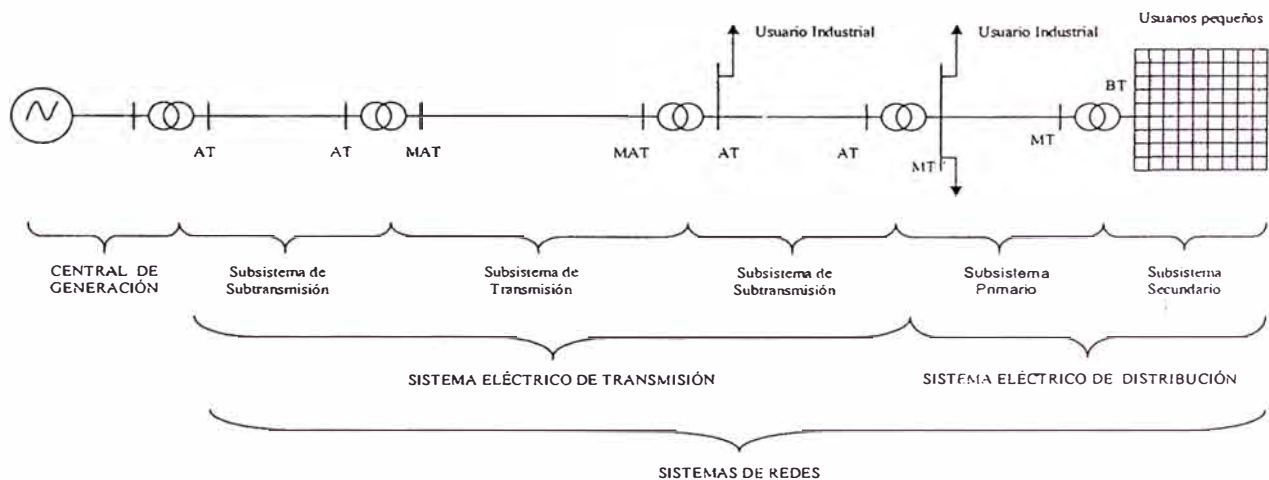 Usuarios pequeños
Usuario Industrial
Usuario Industrial
BT
AT
AT
MAT
MAT
AT
AT
MT
MT
CENTRAL DE
GENERACIÓN
Subsistema de
Subtransmisión
Subsistema de
Transmisión
Subsistema de
Subtransmisión
Subsistema
Primario
Subsistema
Secundario
SISTEMA ELÉCTRICO DE TRANSMISIÓN
SISTEMA ELÉCTRICO DE DISTRIBUCIÓN
SISTEMAS DE REDES